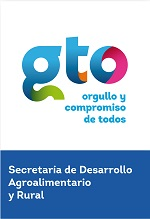 gto
orgullo y
compromiso
de todos
Secretaría de Desarrollo
Agroalimentario
y Rural